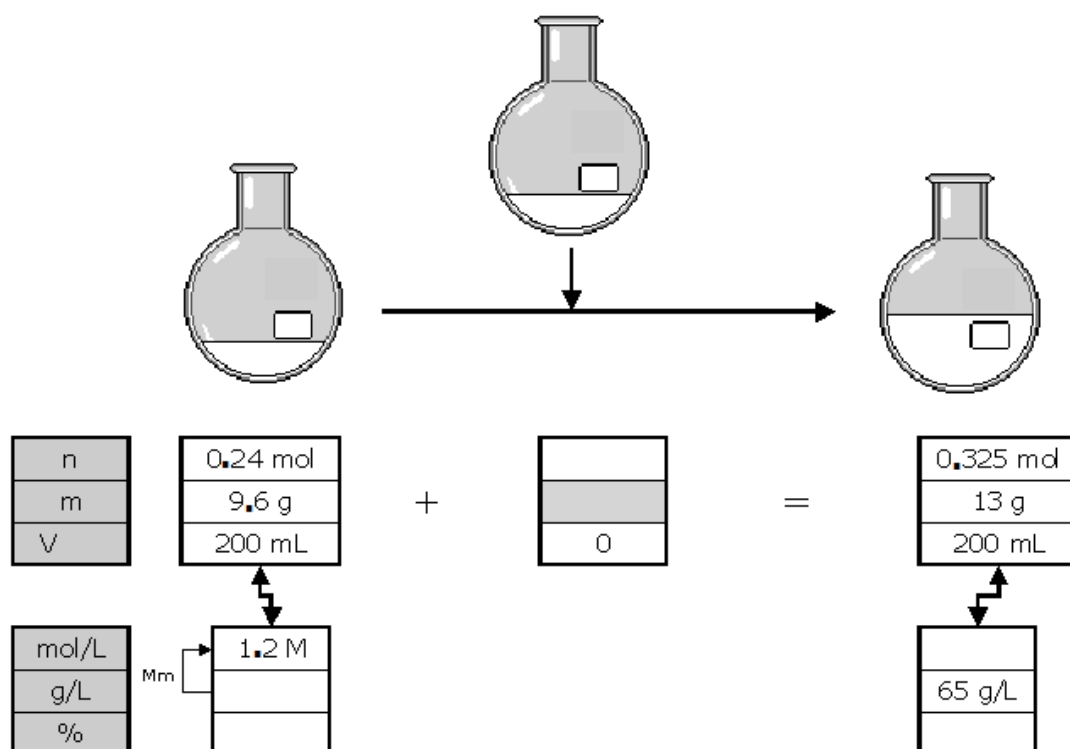 n 0.24 mol 0.325 mol
m 9.6 g + = 13 g
V 200 mL 0 200 mL
mol/L 1.2 M
Mm
g/L 65 g/L
%